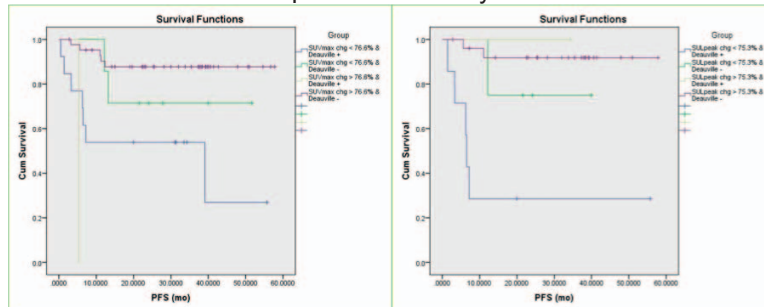 Survival Functions
Group
SUVmax chg < 76.6% &
Deauville +
SUVmax chg < 76.6% &
Deauville -
SUVmax chg > 76.6% &
Deauville +
SUVmax chg > 76.6% &
Deauville -
Cum Survival
1.0
0.8
0.6
0.4
0.2
0.0
.0000 10.0000 20.0000 30.0000 40.0000 50.0000 60.0000
PFS (mo)
Survival Functions
Group
SULpeak chg < 75.3% &
Deauville +
SULpeak chg < 75.3% &
Deauville -
SULpeak chg > 75.3% &
Deauville +
SULpeak chg > 75.3% &
Deauville -
Cum Survival
1.0
0.8
0.6
0.4
0.2
0.0
.0000 10.0000 20.0000 30.0000 40.0000 50.0000 60.0000
PFS (mo)